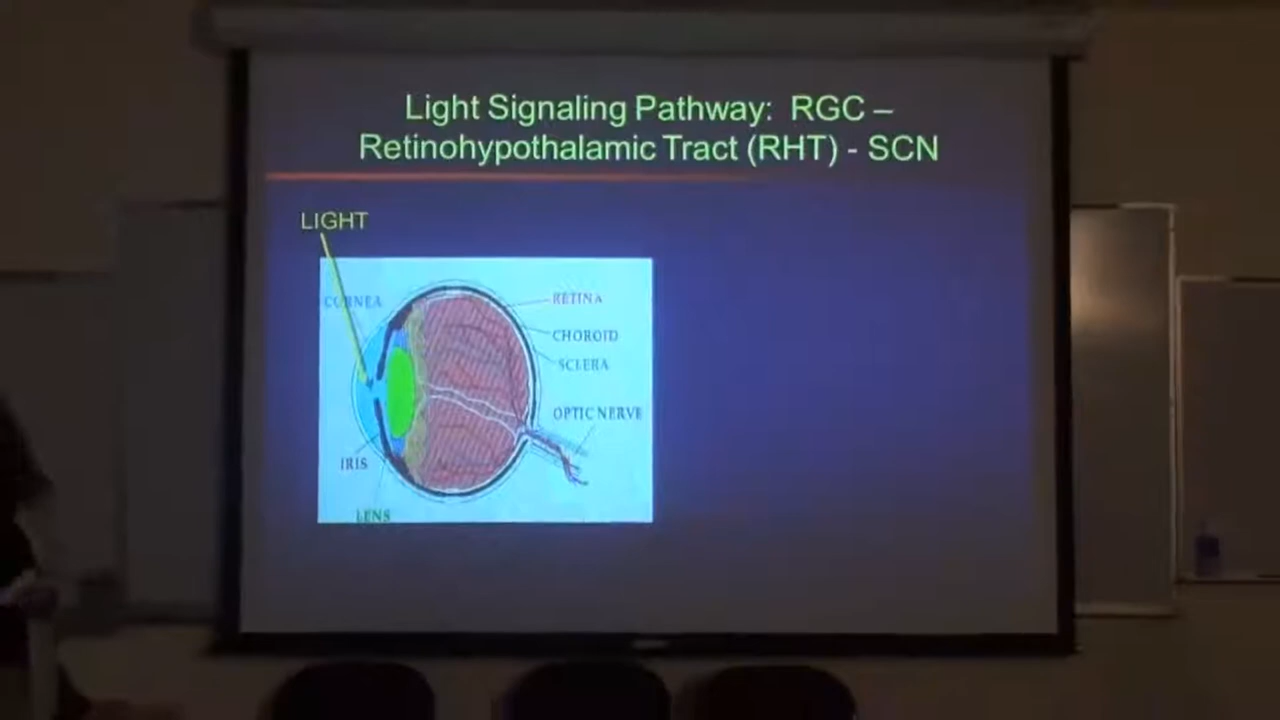 Light Signaling Pathway: RGC –
Retinohypothalamic Tract (RHT) - SCN
LIGHT
CORNEA
RETINA
CHOROID
SCLERA
OPTIC NERVE
IRIS
LENS